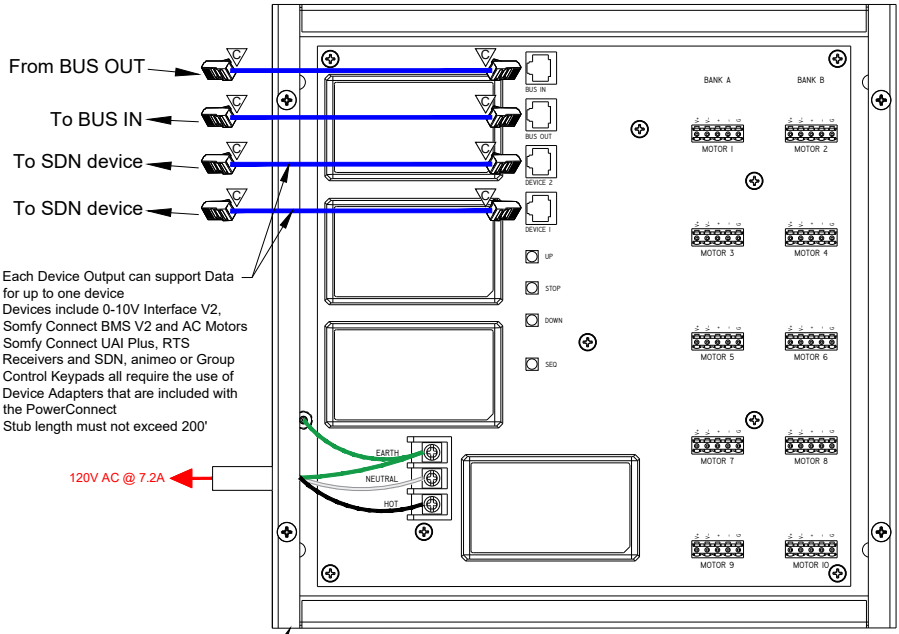 From BUS OUT
To BUS IN
To SDN device
To SDN device
C
C
C
C
C
C
C
C
BUS IN
BUS OUT
DEVICE 2
DEVICE 1
UP
STOP
DOWN
SEQ
Each Device Output can support Data
for up to one device
Devices include 0-10V Interface V2,
Somfy Connect BMS V2 and AC Motors
Somfy Connect UAI Plus, RTS
Receivers and SDN, animeo or Group
Control Keypads all require the use of
Device Adapters that are included with
the PowerConnect
Stub length must not exceed 200'
120V AC @ 7.2A
EARTH
NEUTRAL
HOT
BANK A
BANK B
MOTOR 1
MOTOR 2
MOTOR 3
MOTOR 4
MOTOR 5
MOTOR 6
MOTOR 7
MOTOR 8
MOTOR 9
MOTOR 10